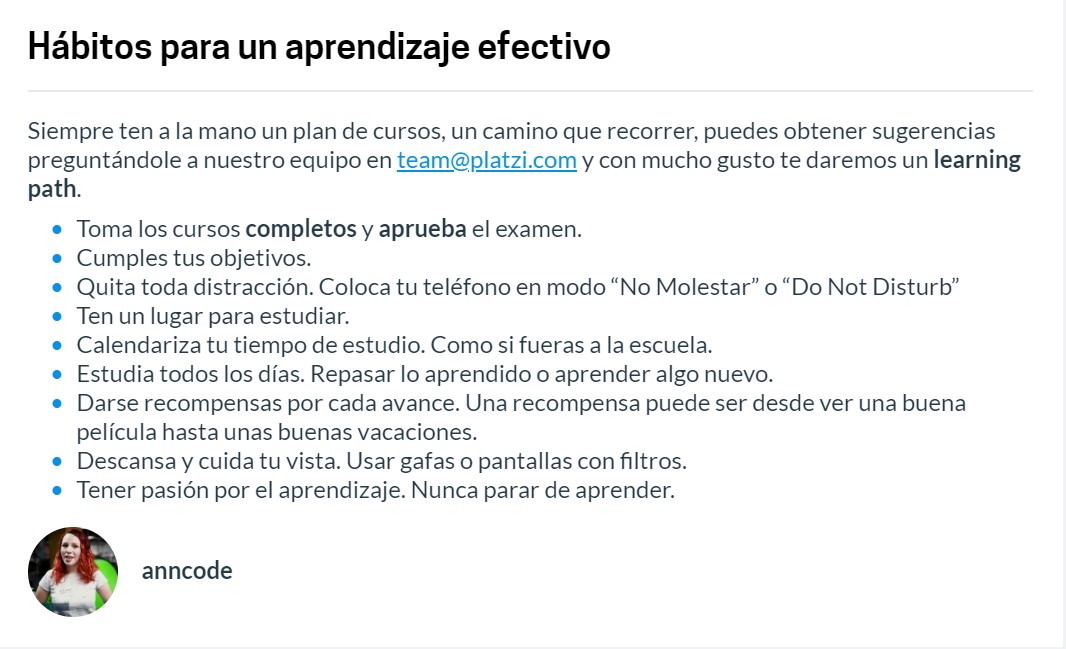 Hábitos para un aprendizaje efectivo
Siempre ten a la mano un plan de cursos, un camino que recorrer, puedes obtener sugerencias
preguntándole a nuestro equipo en team@platzi.com y con mucho gusto te daremos un learning
path.
• Toma los cursos completos y aprueba el examen.
• Cumples tus objetivos.
• Quita toda distracción. Coloca tu teléfono en modo “No Molestar” o “Do Not Disturb”
• Ten un lugar para estudiar.
• Calendariza tu tiempo de estudio. Como si fueras a la escuela.
• Estudia todos los días. Repasar lo aprendido o aprender algo nuevo.
• Darse recompensas por cada avance. Una recompensa puede ser desde ver una buena
película hasta unas buenas vacaciones.
• Descansa y cuida tu vista. Usar gafas o pantallas con filtros.
• Tener pasión por el aprendizaje. Nunca parar de aprender.
anncode